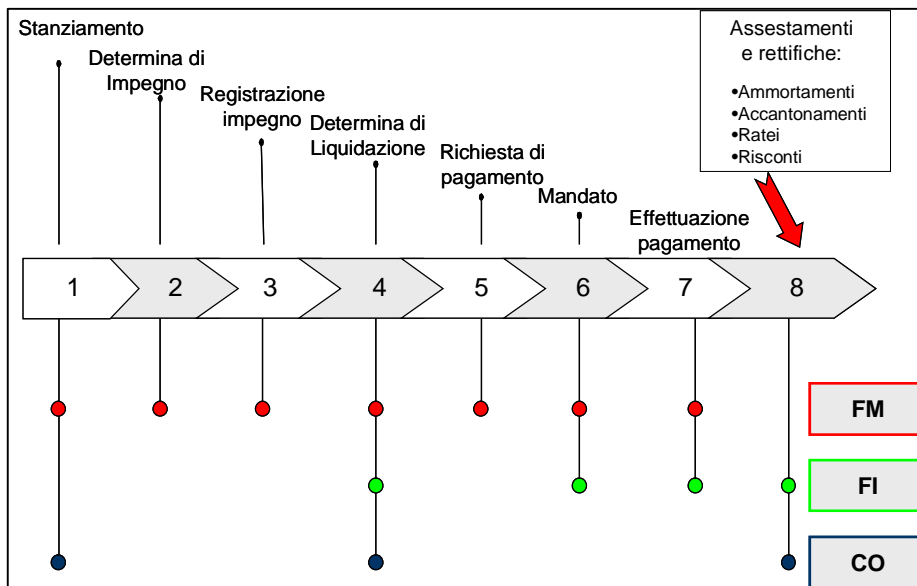 Stanziamento
Determina di
Impegno
Registrazione
impegno
Determina di
Liquidazione
Richiesta di
pagamento
Mandato
Effettuazione
pagamento
Assestamenti
e rettifiche:
•Ammortamenti
•Accantonamenti
•Ratei
•Risconti
1 2 3 4 5 6 7 8
FM
FI
CO